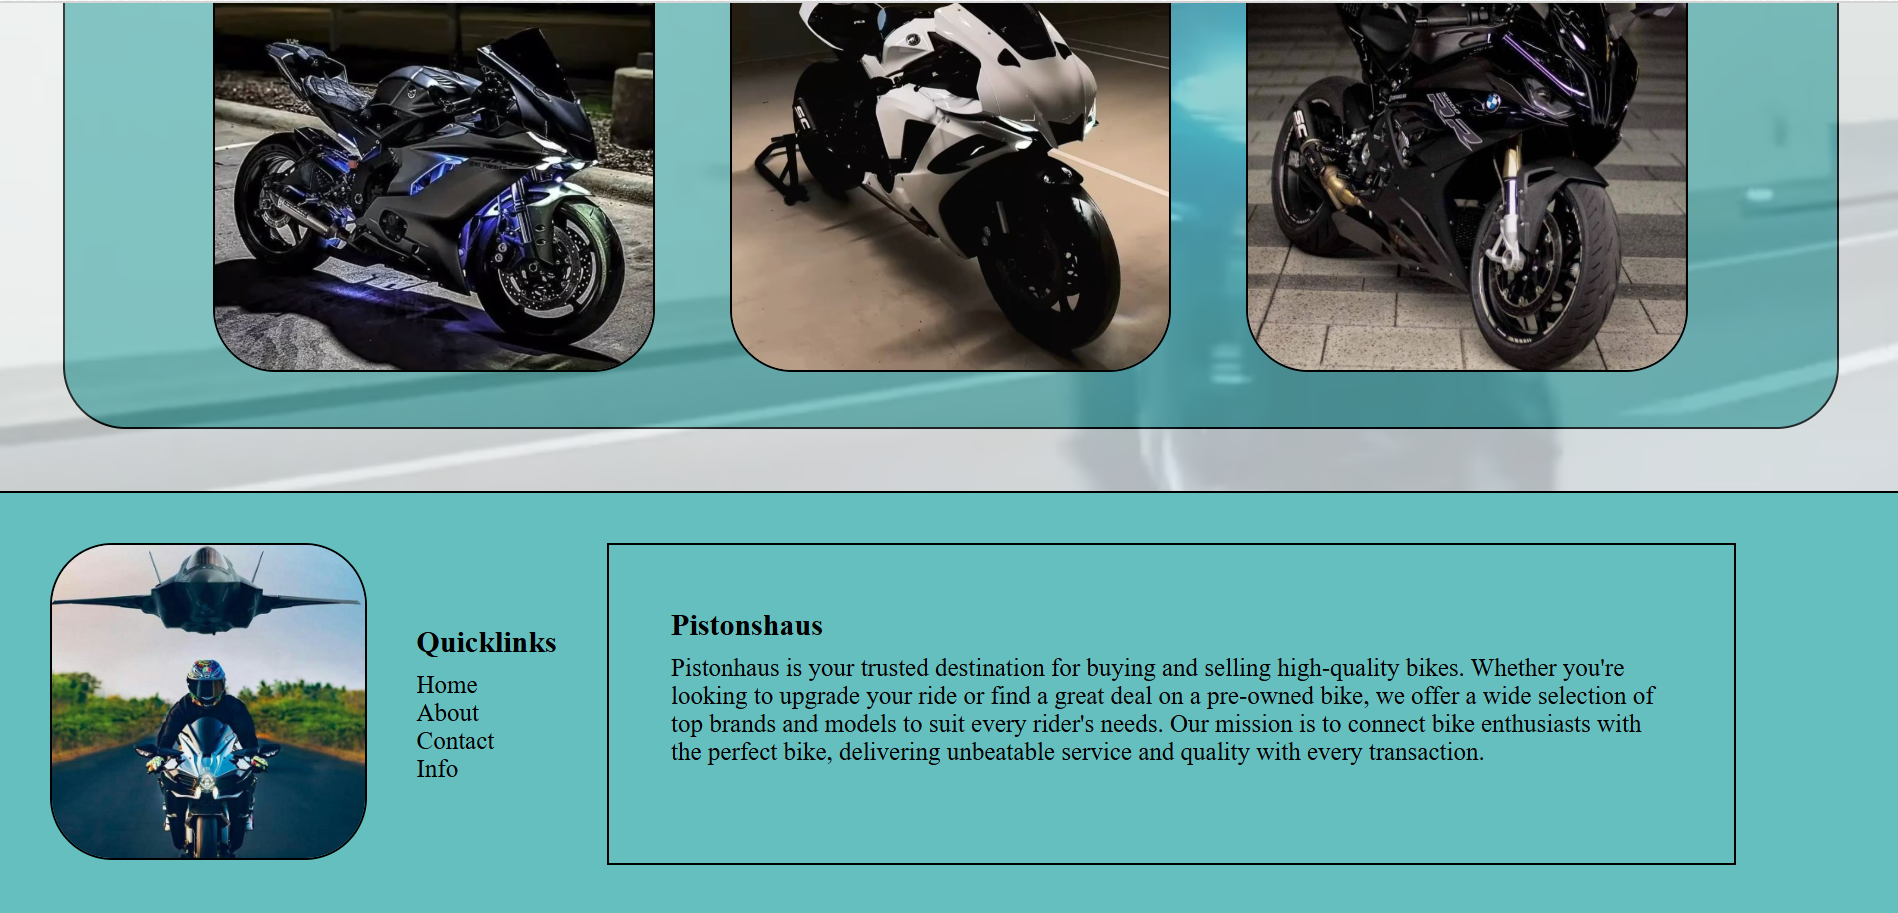 Quicklinks
Home
About
Contact
Info
Pistonshaus
Pistonhaus is your trusted destination for buying and selling high-quality bikes. Whether you're
looking to upgrade your ride or find a great deal on a pre-owned bike, we offer a wide selection of
top brands and models to suit every rider's needs. Our mission is to connect bike enthusiasts with
the perfect bike, delivering unbeatable service and quality with every transaction.